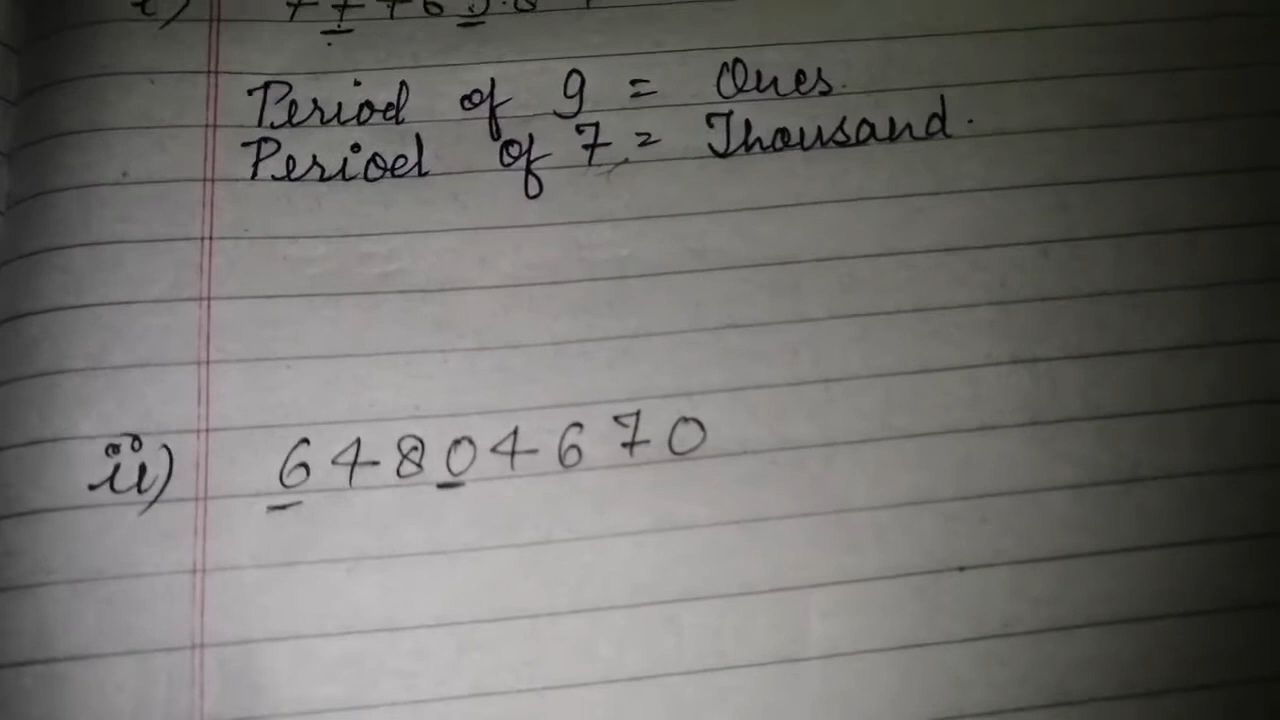 Period of 9 = Ones.
Period of 7 = Thousand.
ii) 64804670